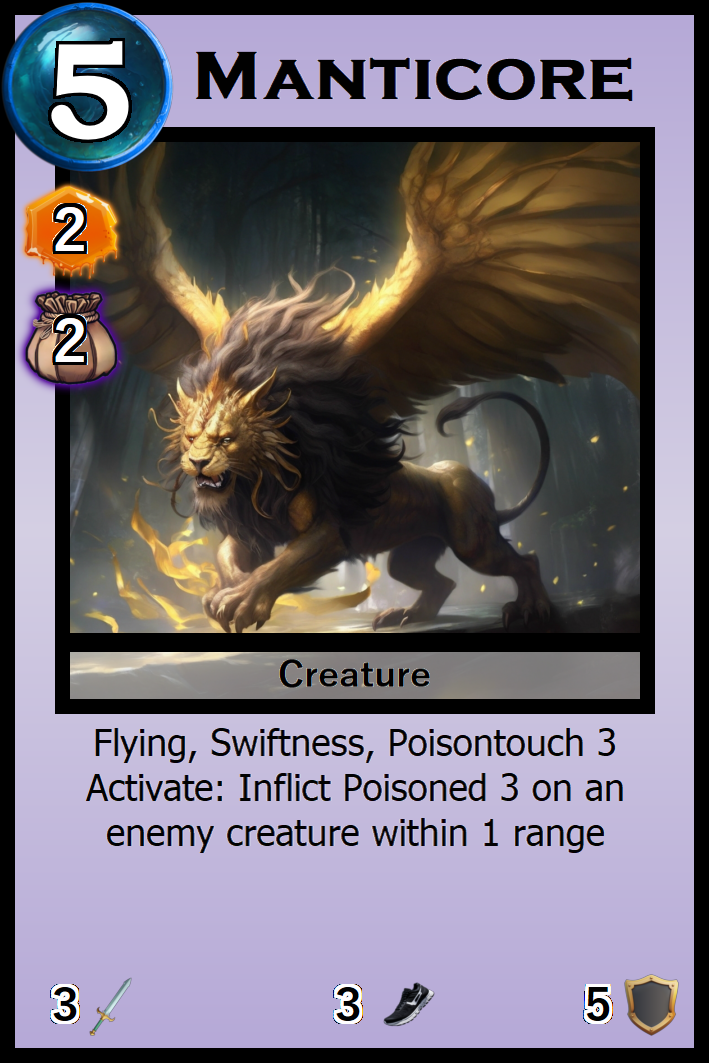 5
MANTICORE
2
2
Creature
Flying, Swiftness, Poisontouch 3
Activate: Inflict Poisoned 3 on an
enemy creature within 1 range
3 3 5